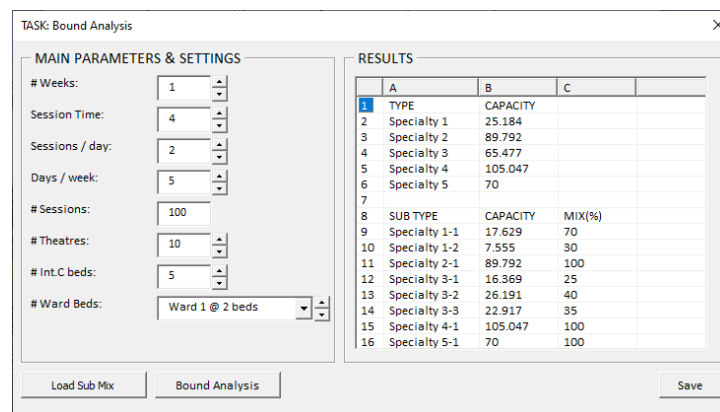 TASK: Bound Analysis
MAIN PARAMETERS & SETTINGS
# Weeks: 1
Session Time: 4
Sessions / day: 2
Days / week: 5
# Sessions: 100
# Theatres: 10
# Int.C beds: 5
# Ward Beds: Ward 1 @ 2 beds
Load Sub Mix
Bound Analysis
RESULTS
A B C
1 TYPE CAPACITY
2 Specialty 1 25.184
3 Specialty 2 89.792
4 Specialty 3 65.477
5 Specialty 4 105.047
6 Specialty 5 70
7
8 SUB TYPE CAPACITY MIX(%)
9 Specialty 1-1 17.629 70
10 Specialty 1-2 7.555 30
11 Specialty 2-1 89.792 100
12 Specialty 3-1 16.369 25
13 Specialty 3-2 26.191 40
14 Specialty 3-3 22.917 35
15 Specialty 4-1 105.047 100
16 Specialty 5-1 70 100
Save